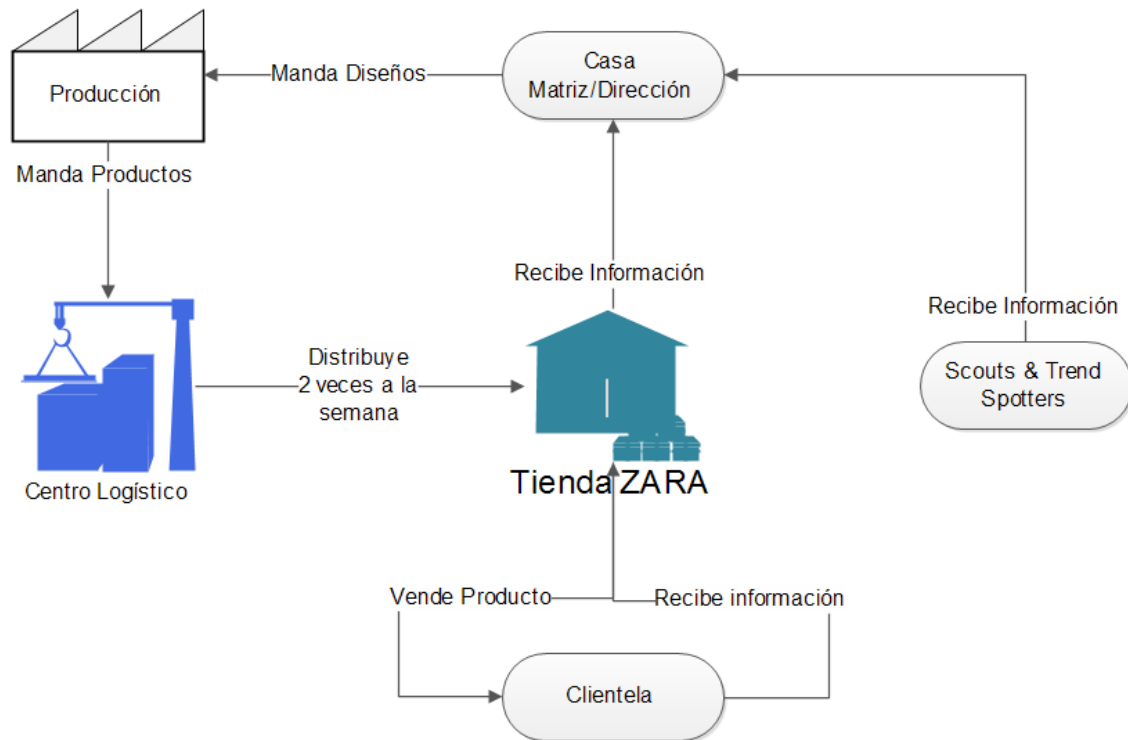 Casa
Matriz/Dirección
Manda Diseños
Producción
Manda Productos
Recibe Información
Recibe Información
Scouts & Trend
Spotters
Distribuye
2 veces a la
semana
Centro Logístico
Tienda ZARA
Vende Producto
Recibe información
Clientela